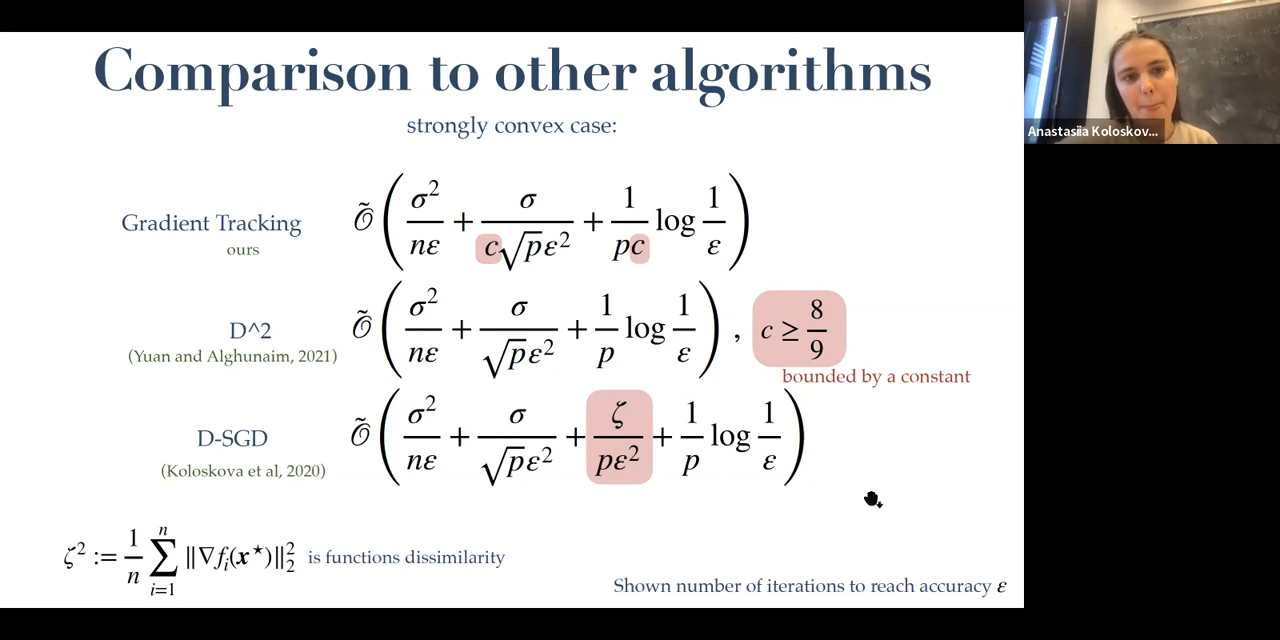 Comparison to other algorithms
strongly convex case:
Gradient Tracking
ours
Õ(σ²/(nε) + σ/(c√p ε²) + 1/(pc) log 1/ε)
D^2
(Yuan and Alghunaim, 2021)
Õ(σ²/(nε) + σ/(√p ε²) + 1/p log 1/ε) , c ≥ 8/9
bounded by a constant
D-SGD
(Koloskova et al, 2020)
Õ(σ²/(nε) + σ/(√p ε²) + ζ/(pε²) + 1/p log 1/ε)
ζ² := 1/n ∑ᵢ₌₁ⁿ ‖∇fᵢ(x⋆)‖₂² is functions dissimilarity
Shown number of iterations to reach accuracy ε
Anastasiia Koloskov...